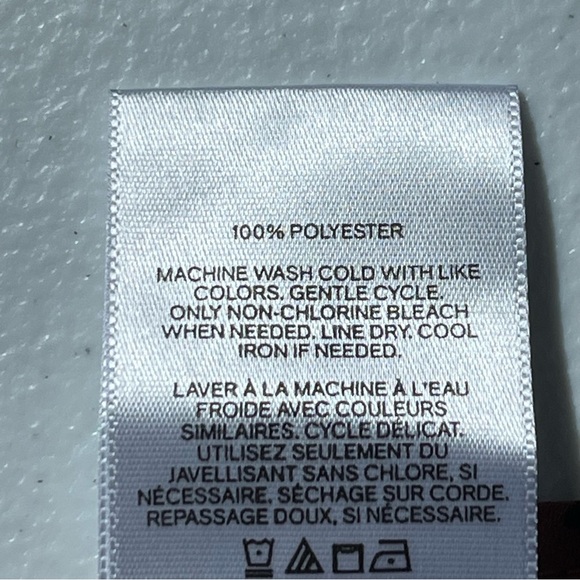 100% POLYESTER
MACHINE WASH COLD WITH LIKE
COLORS. GENTLE CYCLE.
ONLY NON-CHLORINE BLEACH
WHEN NEEDED. LINE DRY. COOL
IRON IF NEEDED.
LAVER À LA MACHINE À L'EAU
FROIDE AVEC COULEURS
SIMILAIRES. CYCLE DÉLICAT.
UTILISEZ SEULEMENT DU
JAVELLISANT SANS CHLORE, SI
NÉCESSAIRE. SÉCHAGE SUR CORDE.
REPASSAGE DOUX, SI NÉCESSAIRE.